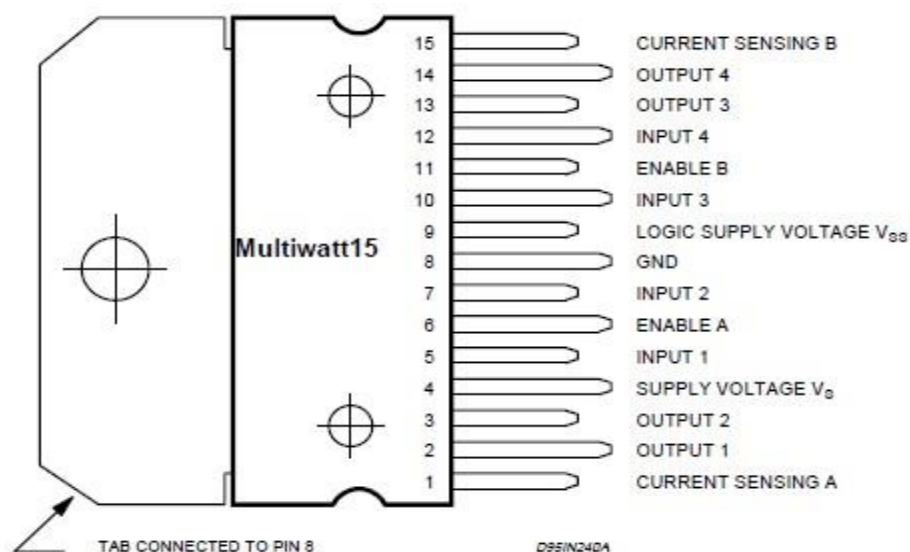 15 CURRENT SENSING B
14 OUTPUT 4
13 OUTPUT 3
12 INPUT 4
11 ENABLE B
10 INPUT 3
9 LOGIC SUPPLY VOLTAGE VSS
Multiwatt15
8 GND
7 INPUT 2
6 ENABLE A
5 INPUT 1
4 SUPPLY VOLTAGE VS
3 OUTPUT 2
2 OUTPUT 1
1 CURRENT SENSING A
TAB CONNECTED TO PIN 8
D95IN240A